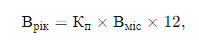 Врік = Кп × Вміс × 12,